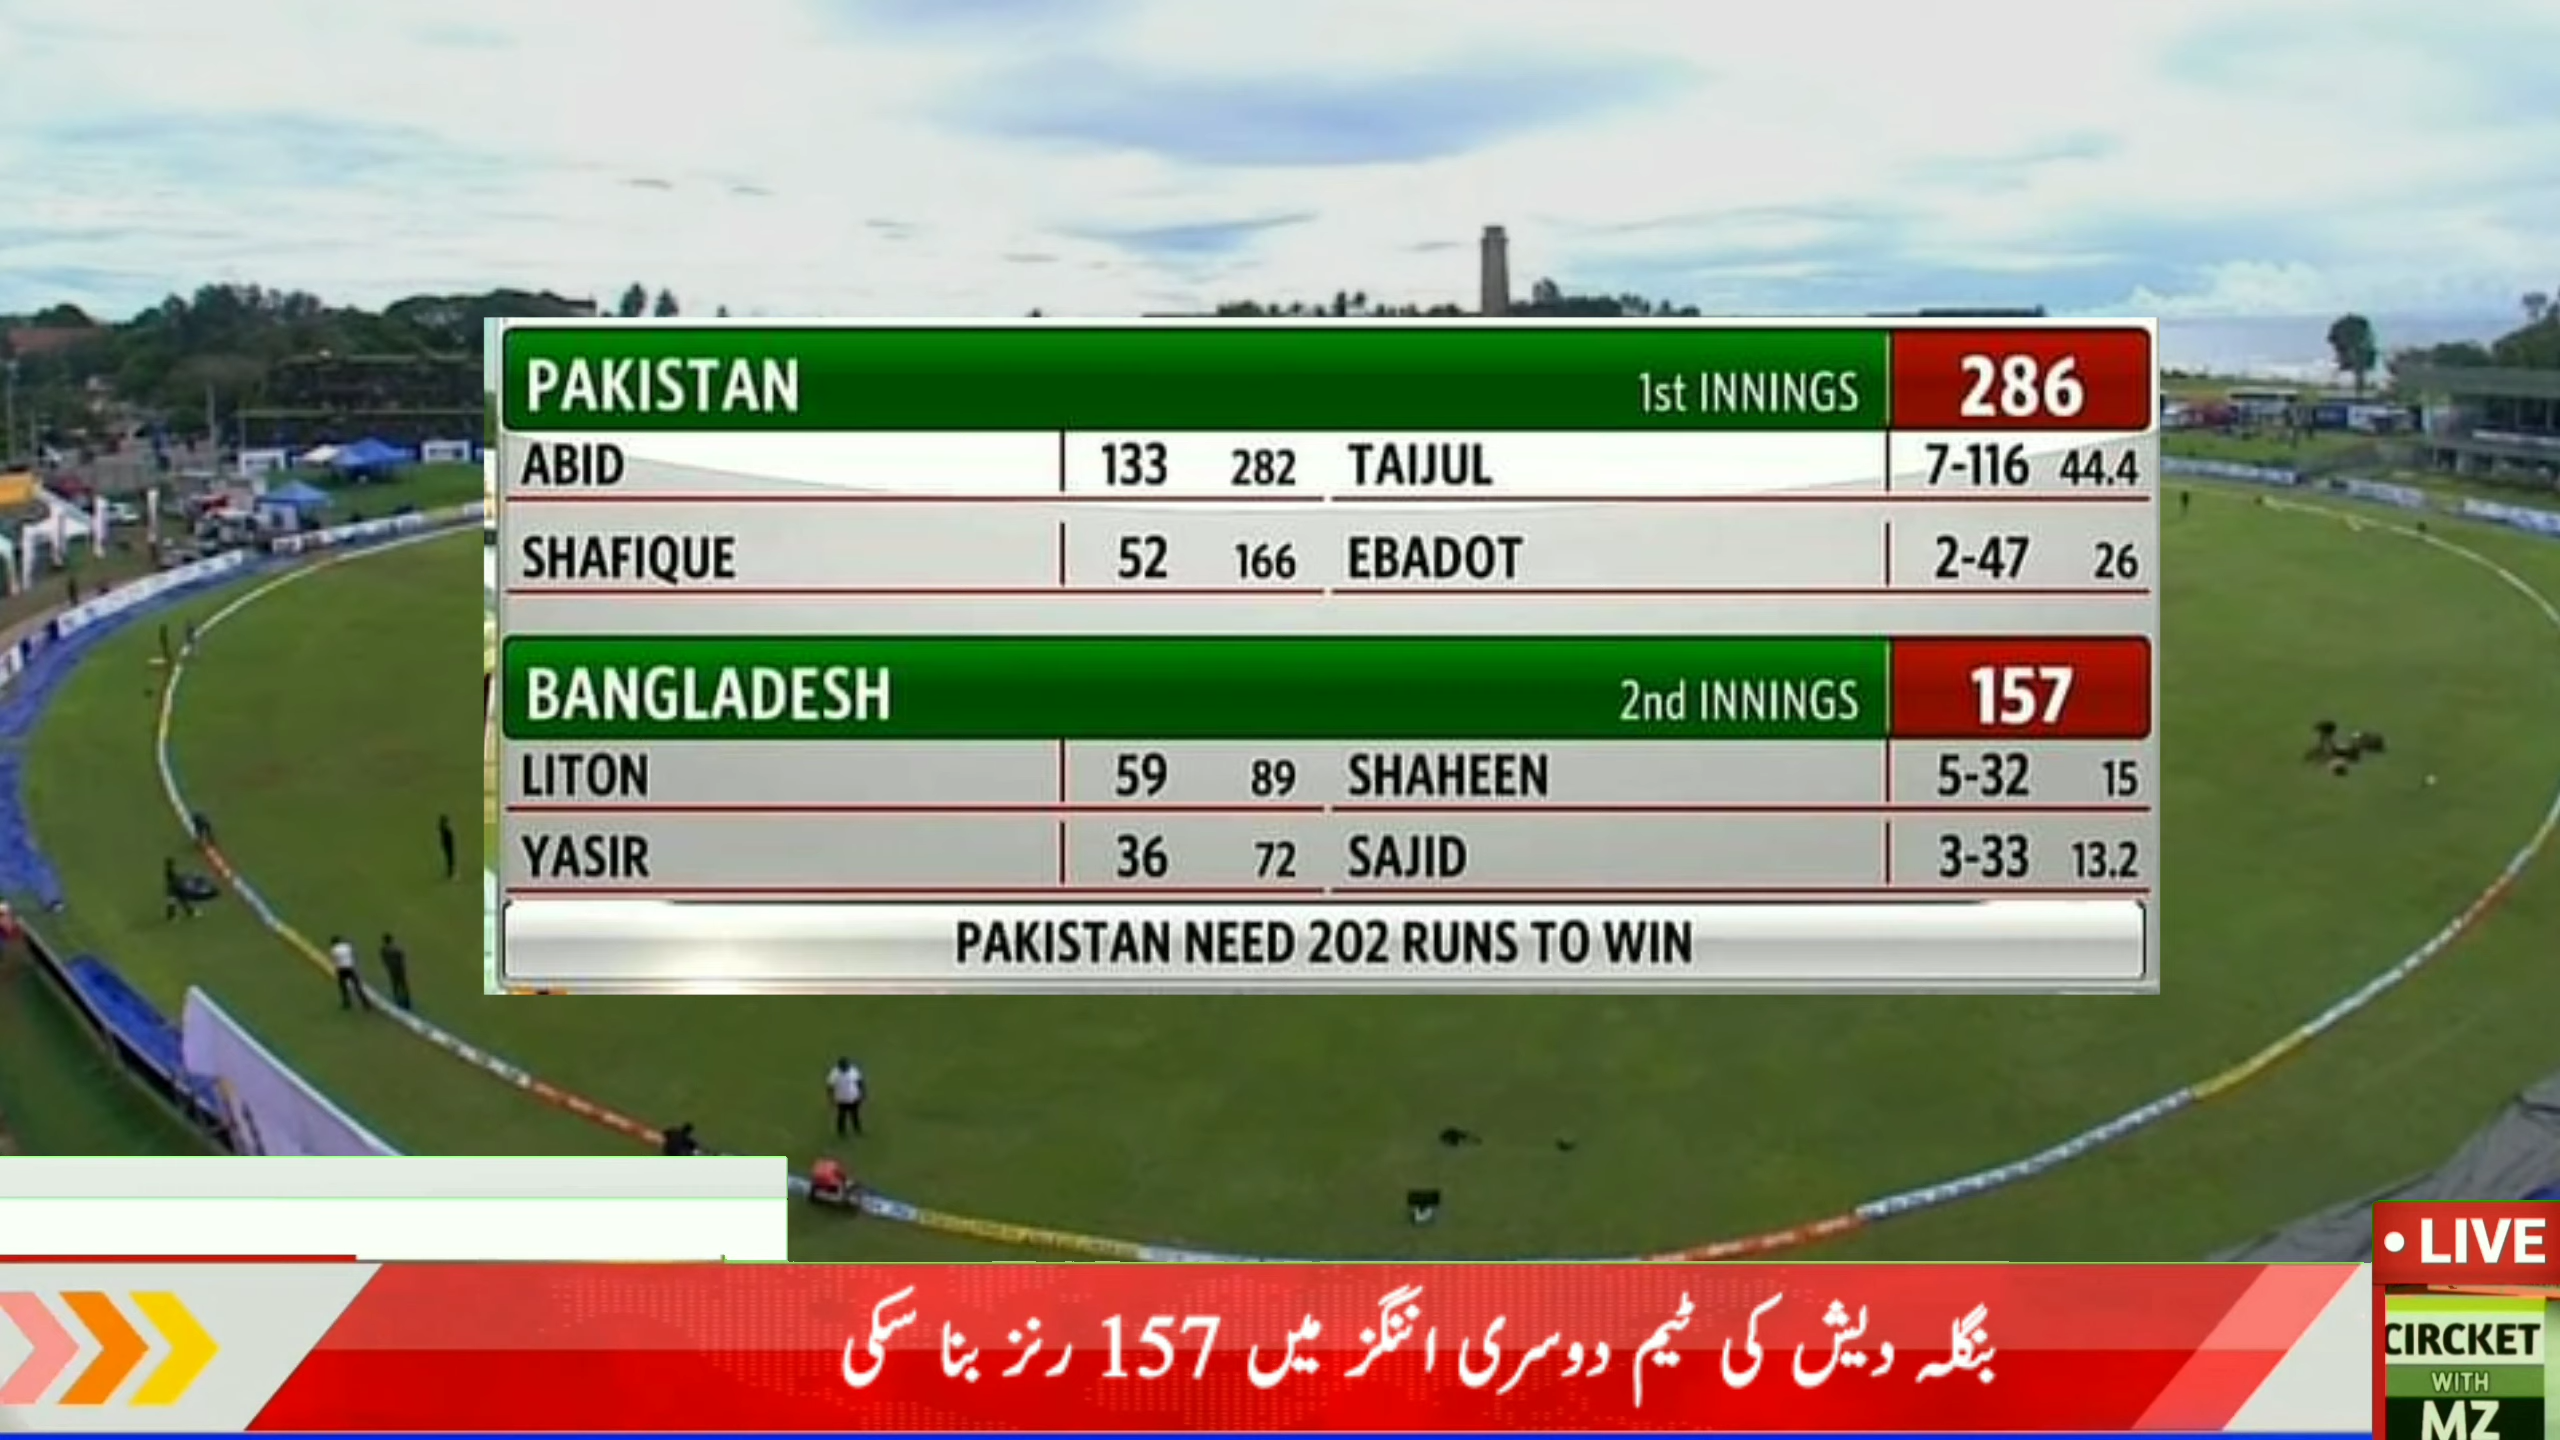 PAKISTAN 1st INNINGS 286
ABID 133 282 TAIJUL 7-116 44.4
SHAFIQUE 52 166 EBADOT 2-47 26
BANGLADESH 2nd INNINGS 157
LITON 59 89 SHAHEEN 5-32 15
YASIR 36 72 SAJID 3-33 13.2
PAKISTAN NEED 202 RUNS TO WIN
LIVE
بنگلہ دیش کی ٹیم دوسری اننگز میں 157 رنز بنا سکی
CIRCKET
WITH
MZ